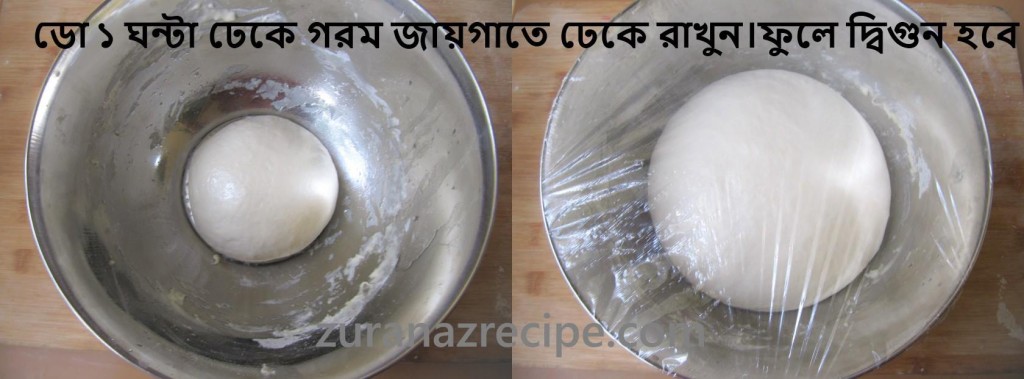 ডো ১ ঘন্টা ঢেকে গরম জায়গাতে ঢেকে রাখুন।ফুলে দ্বিগুন হবে
zuranazrecipe.com